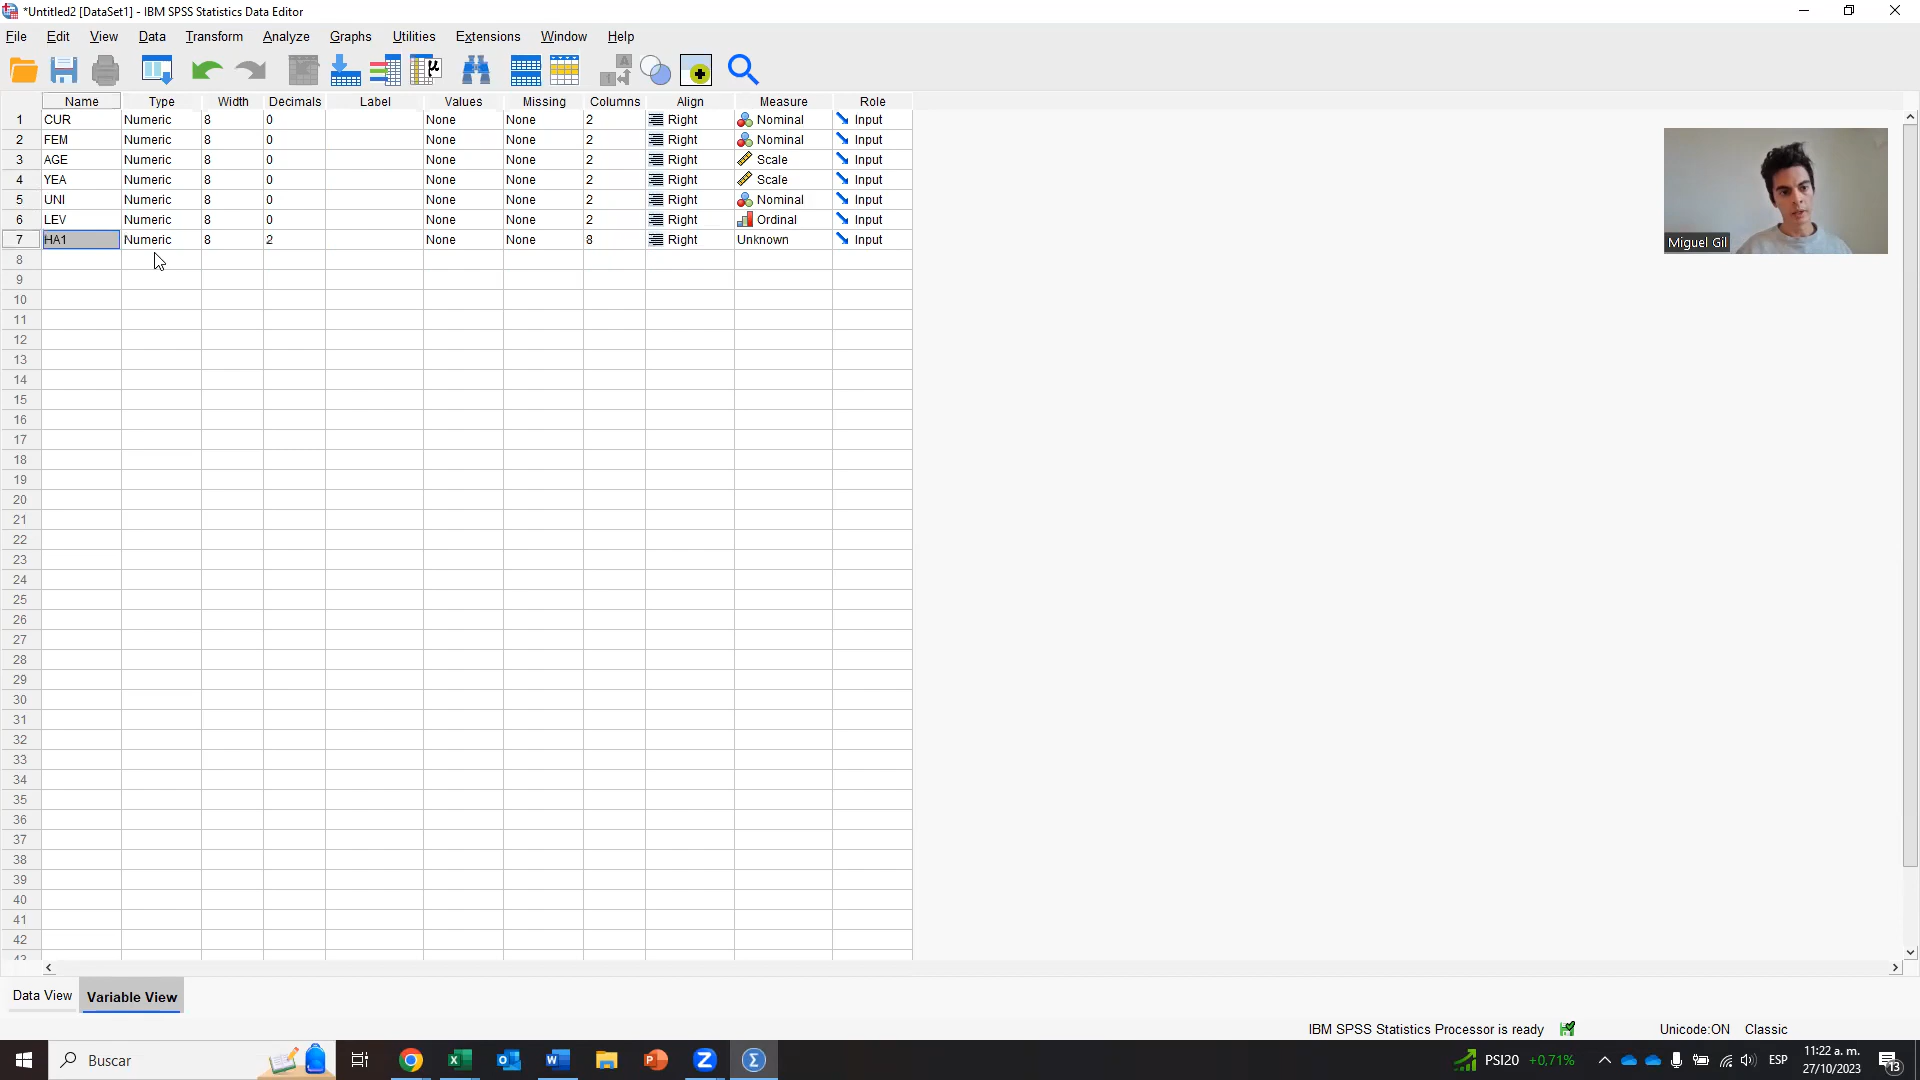 *Untitled2 [DataSet1] - IBM SPSS Statistics Data Editor
File Edit View Data Transform Analyze Graphs Utilities Extensions Window Help
Name Type Width Decimals Label Values Missing Columns Align Measure Role
1 CUR Numeric 8 0 None None 2 Right Nominal Input
2 FEM Numeric 8 0 None None 2 Right Nominal Input
3 AGE Numeric 8 0 None None 2 Right Scale Input
4 YEA Numeric 8 0 None None 2 Right Scale Input
5 UNI Numeric 8 0 None None 2 Right Nominal Input
6 LEV Numeric 8 0 None None 2 Right Ordinal Input
7 HA1 Numeric 8 2 None None 8 Right Unknown Input
Miguel Gil
8
9
10
11
12
13
14
15
16
17
18
19
20
21
22
23
24
25
26
27
28
29
30
31
32
33
34
35
36
37
38
39
40
41
42
43
Data View Variable View
IBM SPSS Statistics Processor is ready Unicode:ON Classic
Buscar PSI20 +0,71% ESP 11:22 a. m.
27/10/2023 13